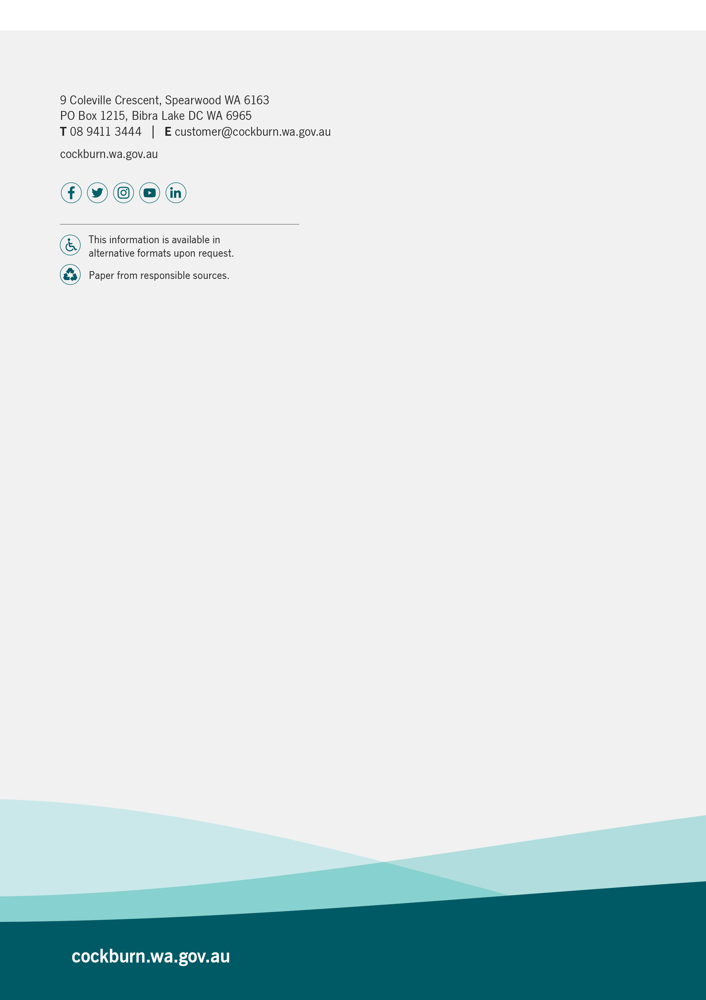 9 Coleville Crescent, Spearwood WA 6163
PO Box 1215, Bibra Lake DC WA 6965
T 08 9411 3444 | E customer@cockburn.wa.gov.au
cockburn.wa.gov.au
This information is available in
alternative formats upon request.
Paper from responsible sources.
cockburn.wa.gov.au